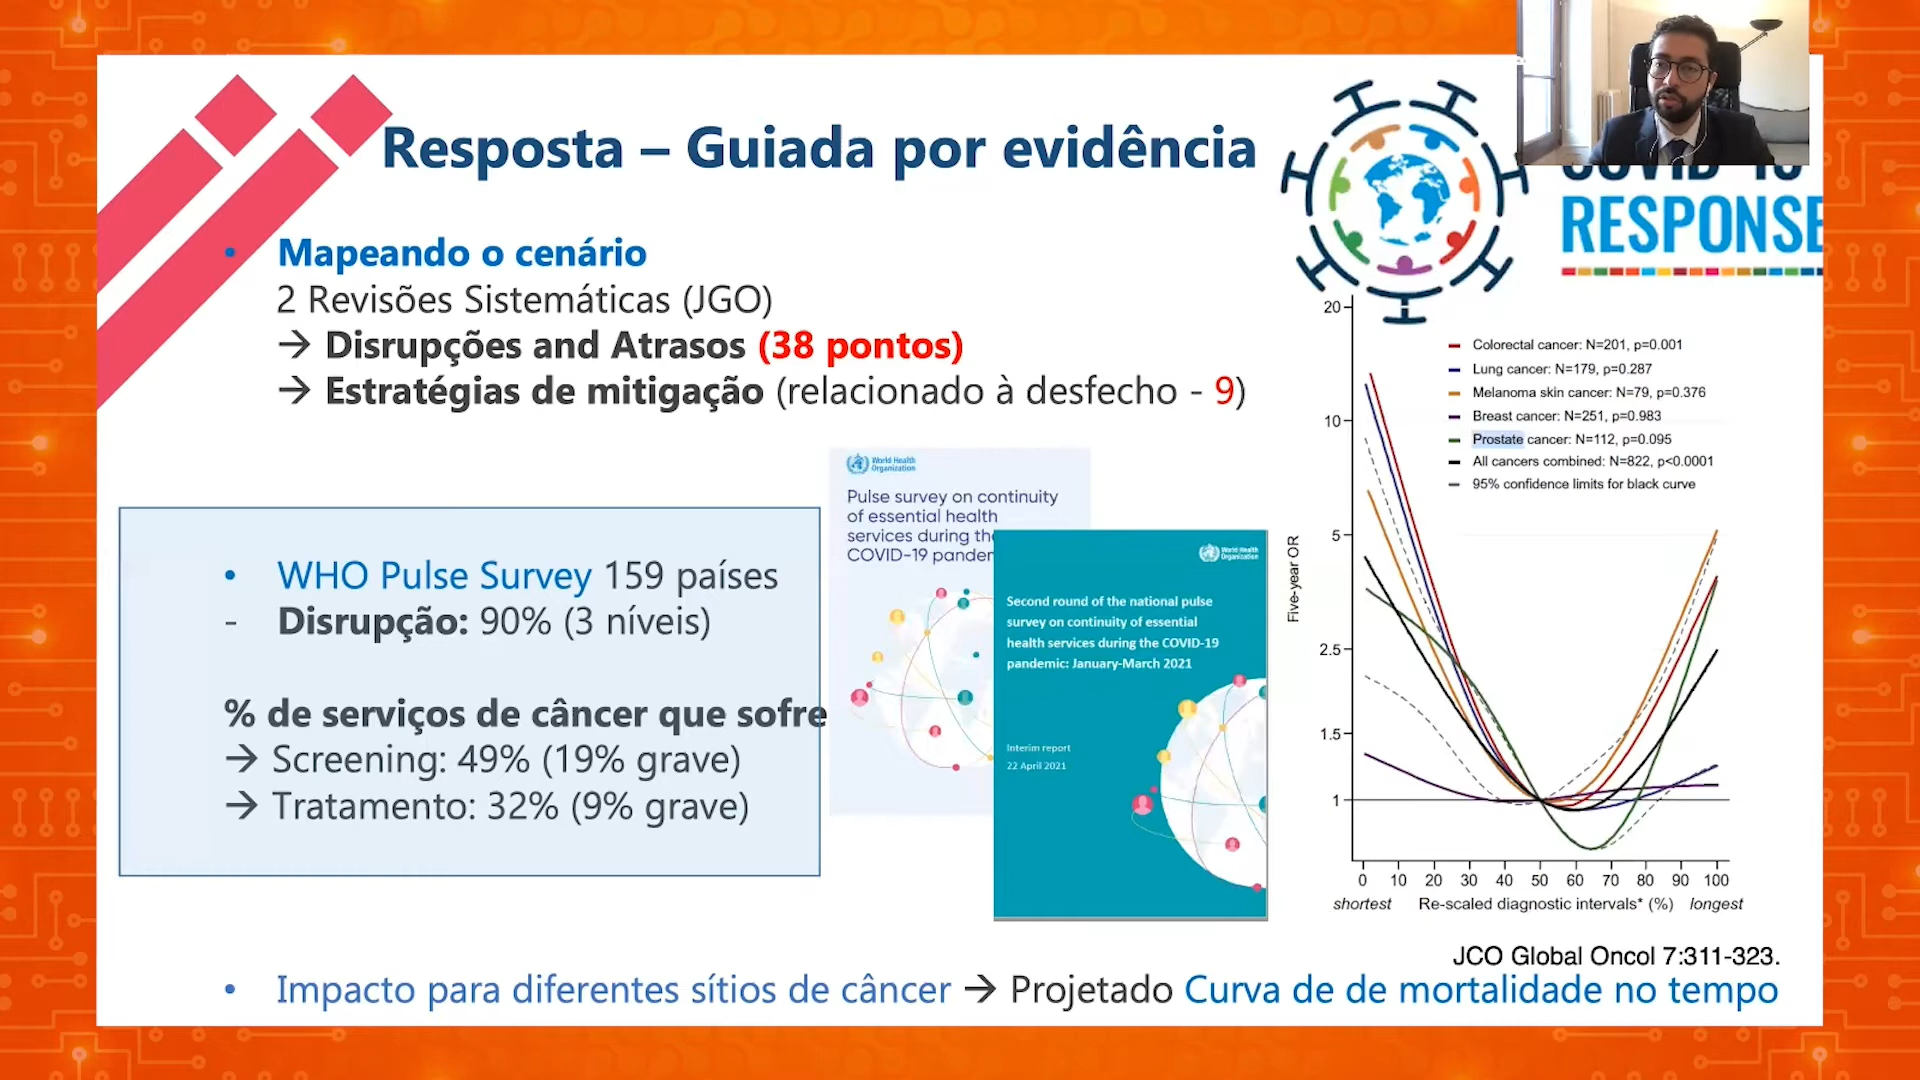 Resposta – Guiada por evidência
RESPONSE
• Mapeando o cenário
2 Revisões Sistemáticas (JGO)
→ Disrupções and Atrasos (38 pontos)
→ Estratégias de mitigação (relacionado à desfecho - 9)
• WHO Pulse Survey 159 países
- Disrupção: 90% (3 níveis)
% de serviços de câncer que sofre
→ Screening: 49% (19% grave)
→ Tratamento: 32% (9% grave)
World Health
Organization
Pulse survey on continuity
of essential health
services during the
COVID-19 pandem
World Health
Organization
Second round of the national pulse
survey on continuity of essential
health services during the COVID-19
pandemic: January-March 2021
Interim report
22 April 2021
20
10
5
2.5
1.5
1
Five-year OR
Colorectal cancer: N=201, p=0.001
Lung cancer: N=179, p=0.287
Melanoma skin cancer: N=79, p=0.376
Breast cancer: N=251, p=0.983
Prostate cancer: N=112, p=0.095
All cancers combined: N=822, p<0.0001
95% confidence limits for black curve
0 10 20 30 40 50 60 70 80 90 100
shortest Re-scaled diagnostic intervals* (%) longest
JCO Global Oncol 7:311-323.
• Impacto para diferentes sítios de câncer → Projetado Curva de de mortalidade no tempo